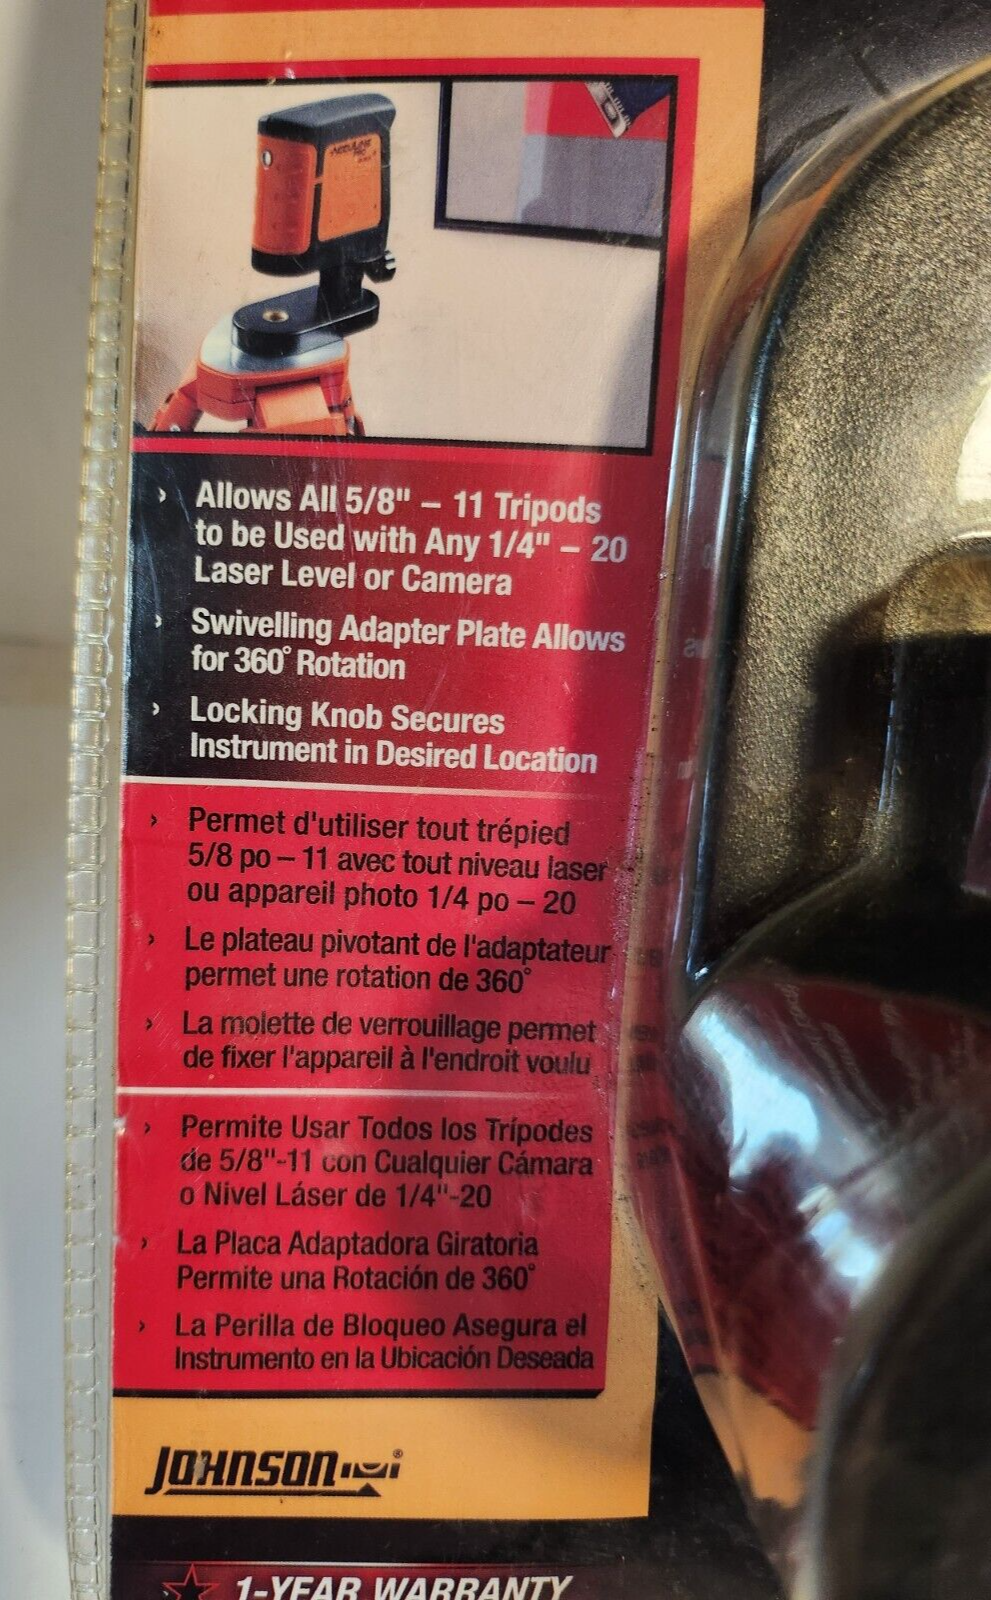 › Allows All 5/8" – 11 Tripods
to be Used with Any 1/4" – 20
Laser Level or Camera
› Swivelling Adapter Plate Allows
for 360° Rotation
› Locking Knob Secures
Instrument in Desired Location
› Permet d'utiliser tout trépied
5/8 po – 11 avec tout niveau laser
ou appareil photo 1/4 po – 20
› Le plateau pivotant de l'adaptateur
permet une rotation de 360°
› La molette de verrouillage permet
de fixer l'appareil à l'endroit voulu
› Permite Usar Todos los Trípodes
de 5/8"-11 con Cualquier Cámara
o Nivel Láser de 1/4"-20
› La Placa Adaptadora Giratoria
Permite una Rotación de 360°
› La Perilla de Bloqueo Asegura el
Instrumento en la Ubicación Deseada
JOHNSON ®
1-YEAR WARRANTY